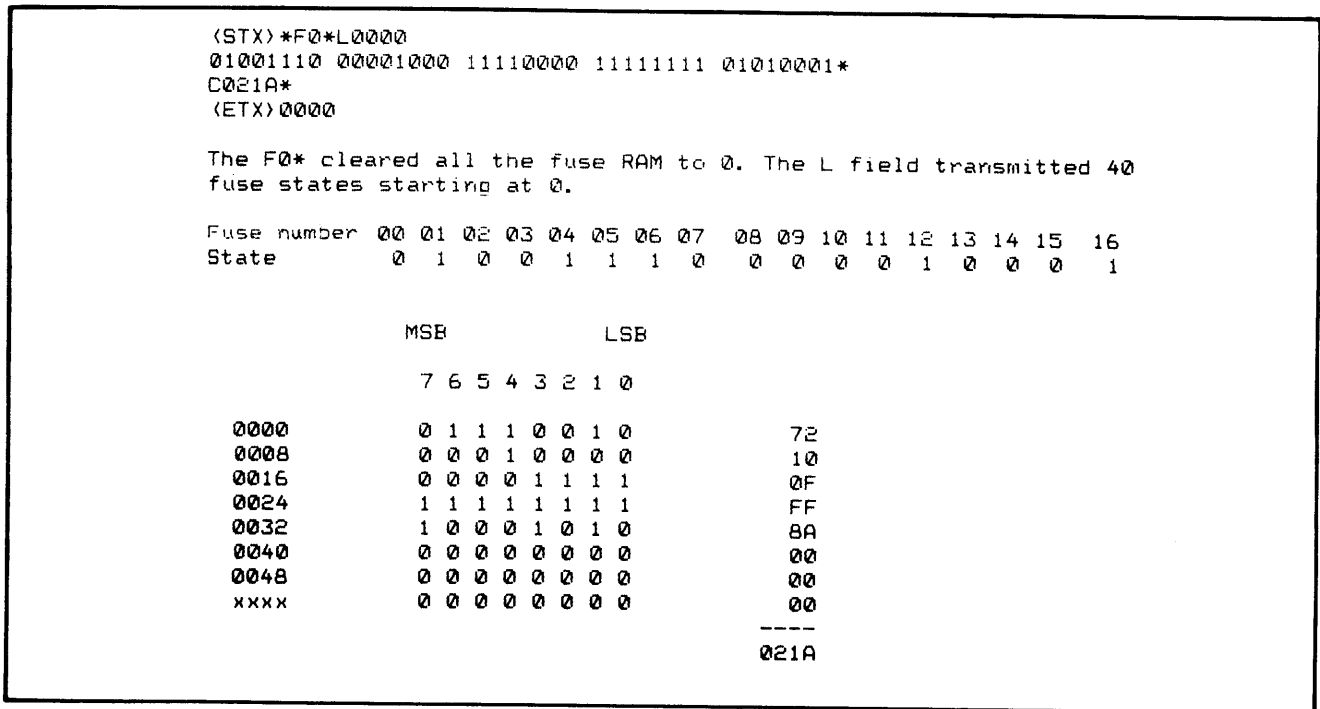 <STX>*F0*L0000
01001110 00001000 11110000 11111111 01010001*
C021A*
<ETX>0000
The F0* cleared all the fuse RAM to 0. The L field transmitted 40
fuse states starting at 0.
Fuse number 00 01 02 03 04 05 06 07 08 09 10 11 12 13 14 15 16
State 0 1 0 0 1 1 1 0 0 0 0 0 1 0 0 0 1
MSB LSB
7 6 5 4 3 2 1 0
0000 0 1 1 1 0 0 1 0 72
0008 0 0 0 1 0 0 0 0 10
0016 0 0 0 0 1 1 1 1 0F
0024 1 1 1 1 1 1 1 1 FF
0032 1 0 0 0 1 0 1 0 8A
0040 0 0 0 0 0 0 0 0 00
0048 0 0 0 0 0 0 0 0 00
xxxx 0 0 0 0 0 0 0 0 00
----
021A